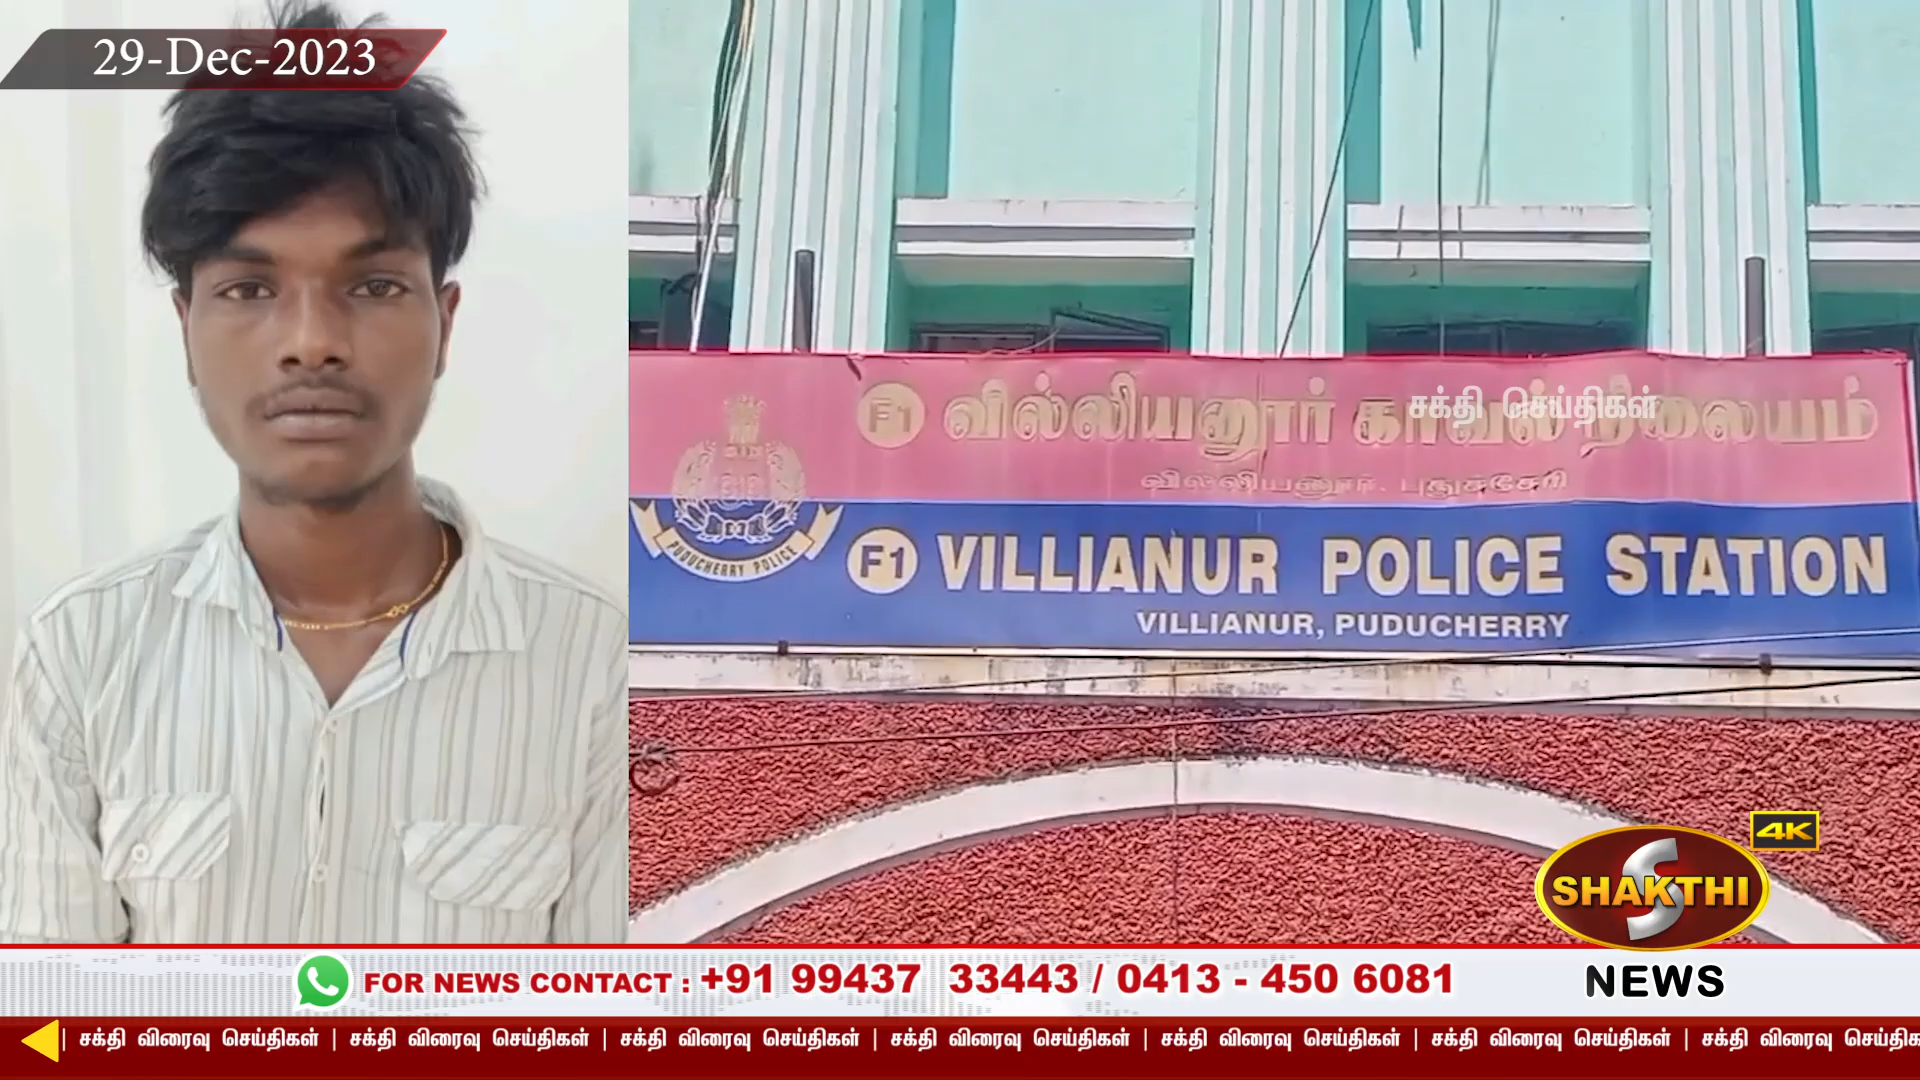 29-Dec-2023
F1 வில்லியனூர் காவல் நிலையம்
சக்தி செய்திகள்
வில்லியனூர், புதுச்சேரி
PUDUCHERRY POLICE
F1 VILLIANUR POLICE STATION
VILLIANUR, PUDUCHERRY
4K
SHAKTHI
NEWS
FOR NEWS CONTACT : +91 99437 33443 / 0413 - 450 6081
| சக்தி விரைவு செய்திகள் | சக்தி விரைவு செய்திகள் | சக்தி விரைவு செய்திகள் | சக்தி விரைவு செய்திகள் | சக்தி விரைவு செய்திகள் | சக்தி விரைவு செய்திகள் | சக்தி விரைவு